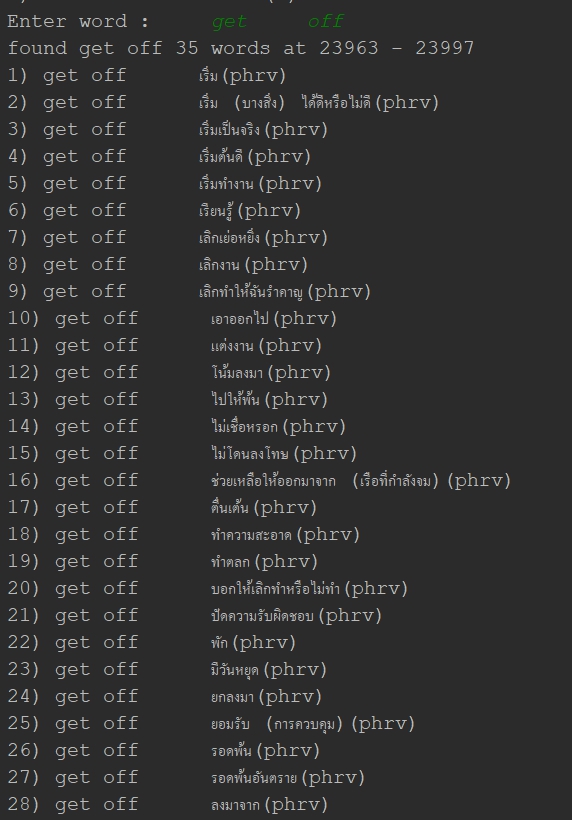 Enter word : get off
found get off 35 words at 23963 - 23997
1) get off เริ่ม(phrv)
2) get off เริ่ม (บางสิ่ง) ได้ดีหรือไม่ดี(phrv)
3) get off เริ่มเป็นจริง(phrv)
4) get off เริ่มต้นดี(phrv)
5) get off เริ่มทำงาน(phrv)
6) get off เรียนรู้(phrv)
7) get off เลิกเย่อหยิ่ง(phrv)
8) get off เลิกงาน(phrv)
9) get off เลิกทำให้ฉันรำคาญ(phrv)
10) get off เอาออกไป(phrv)
11) get off แต่งงาน(phrv)
12) get off โน้มลงมา(phrv)
13) get off ไปให้พ้น(phrv)
14) get off ไม่เชื่อหรอก(phrv)
15) get off ไม่โดนลงโทษ(phrv)
16) get off ช่วยเหลือให้ออกมาจาก (เรือที่กำลังจม)(phrv)
17) get off ตื่นเต้น(phrv)
18) get off ทำความสะอาด(phrv)
19) get off ทำตลก(phrv)
20) get off บอกให้เลิกทำหรือไม่ทำ(phrv)
21) get off ปัดความรับผิดชอบ(phrv)
22) get off พัก(phrv)
23) get off มีวันหยุด(phrv)
24) get off ยกลงมา(phrv)
25) get off ยอมรับ (การควบคุม)(phrv)
26) get off รอดพ้น(phrv)
27) get off รอดพ้นอันตราย(phrv)
28) get off ลงมาจาก(phrv)